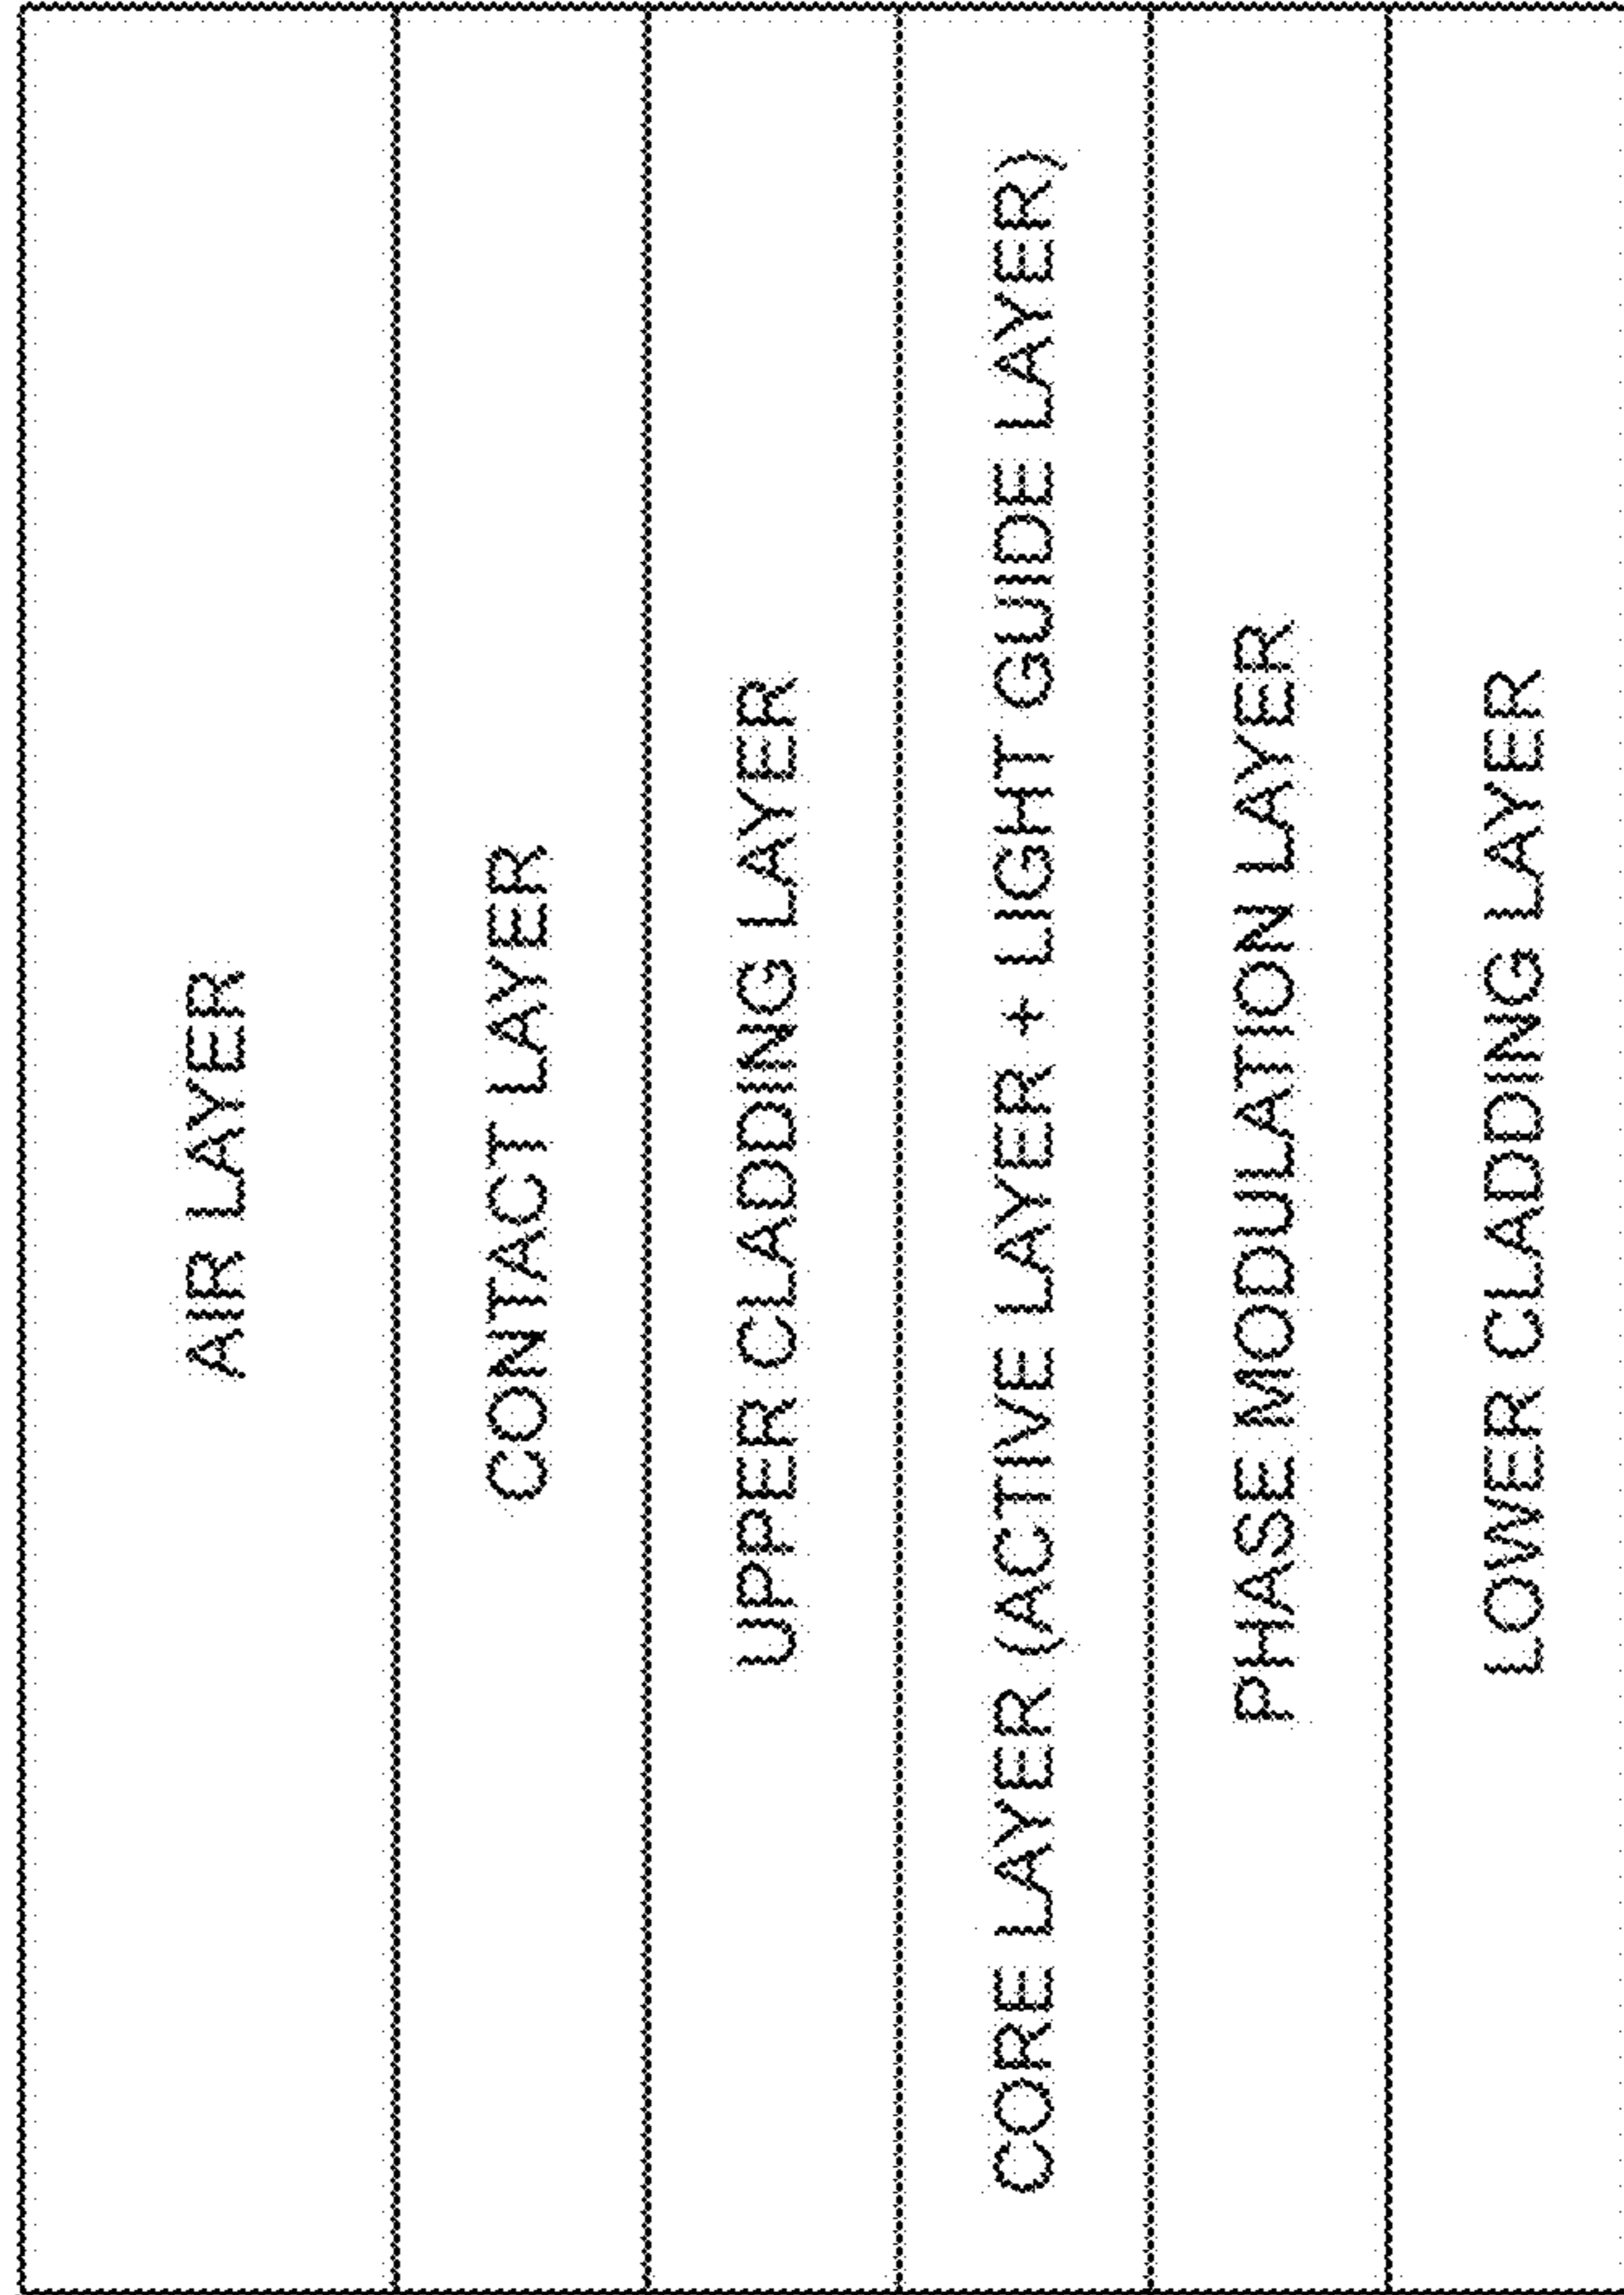 AIR LAYER
CONTACT LAYER
UPPER CLADDING LAYER
CORE LAYER (ACTIVE LAYER + LIGHT GUIDE LAYER)
PHASE MODULATION LAYER
LOWER CLADDING LAYER